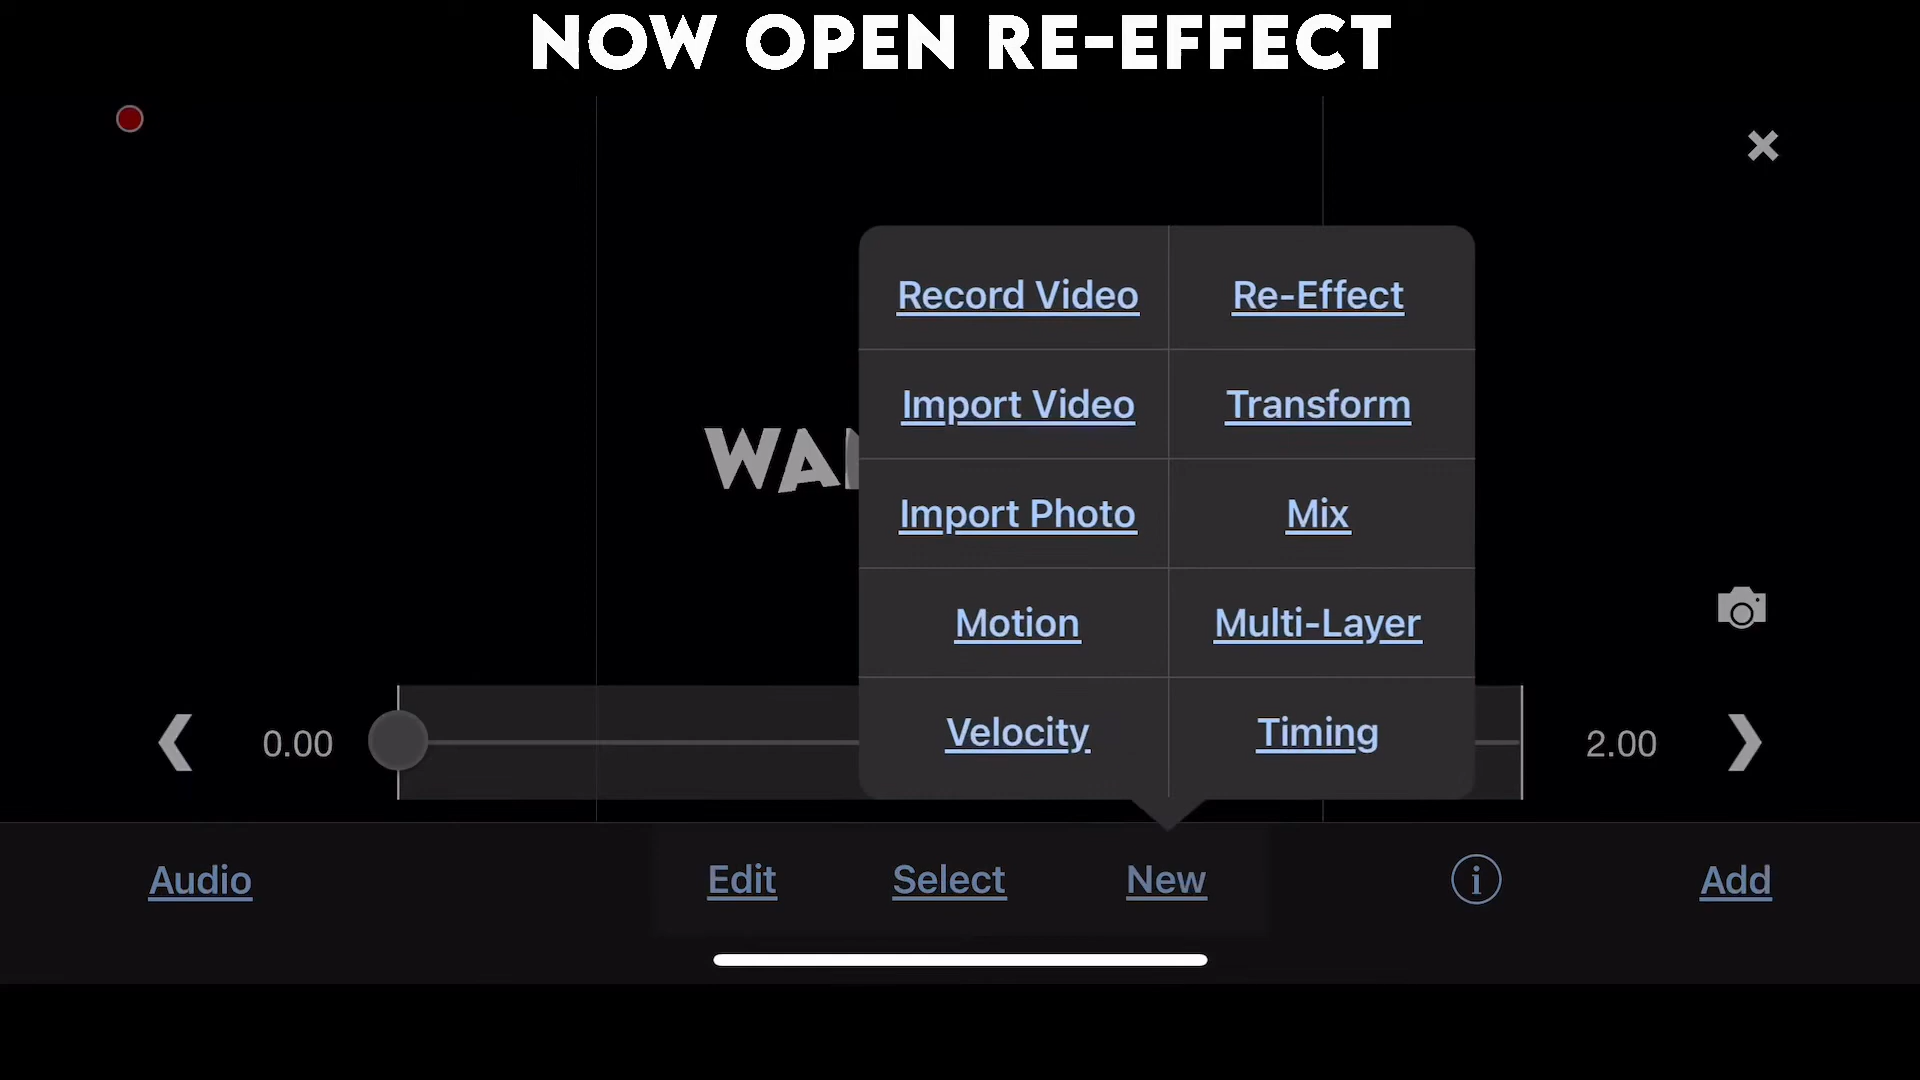 NOW OPEN RE-EFFECT
Record Video
Re-Effect
Import Video
Transform
WAN
Import Photo
Mix
Motion
Multi-Layer
Velocity
Timing
0.00
2.00
Audio
Edit
Select
New
Add